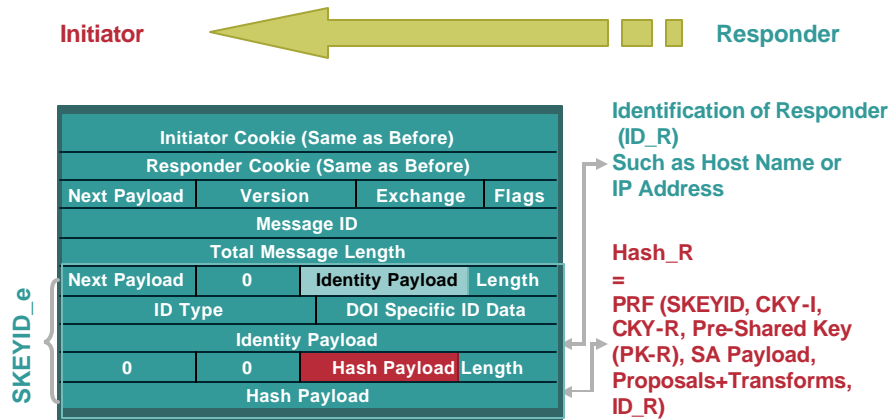 Initiator
Responder
Initiator Cookie (Same as Before)
Responder Cookie (Same as Before)
Next Payload Version Exchange Flags
Message ID
Total Message Length
Next Payload 0 Identity Payload Length
ID Type DOI Specific ID Data
Identity Payload
0 0 Hash Payload Length
Hash Payload
SKEYID_e
Identification of Responder
(ID_R)
Such as Host Name or
IP Address
Hash_R
=
PRF (SKEYID, CKY-I,
CKY-R, Pre-Shared Key
(PK-R), SA Payload,
Proposals+Transforms,
ID_R)